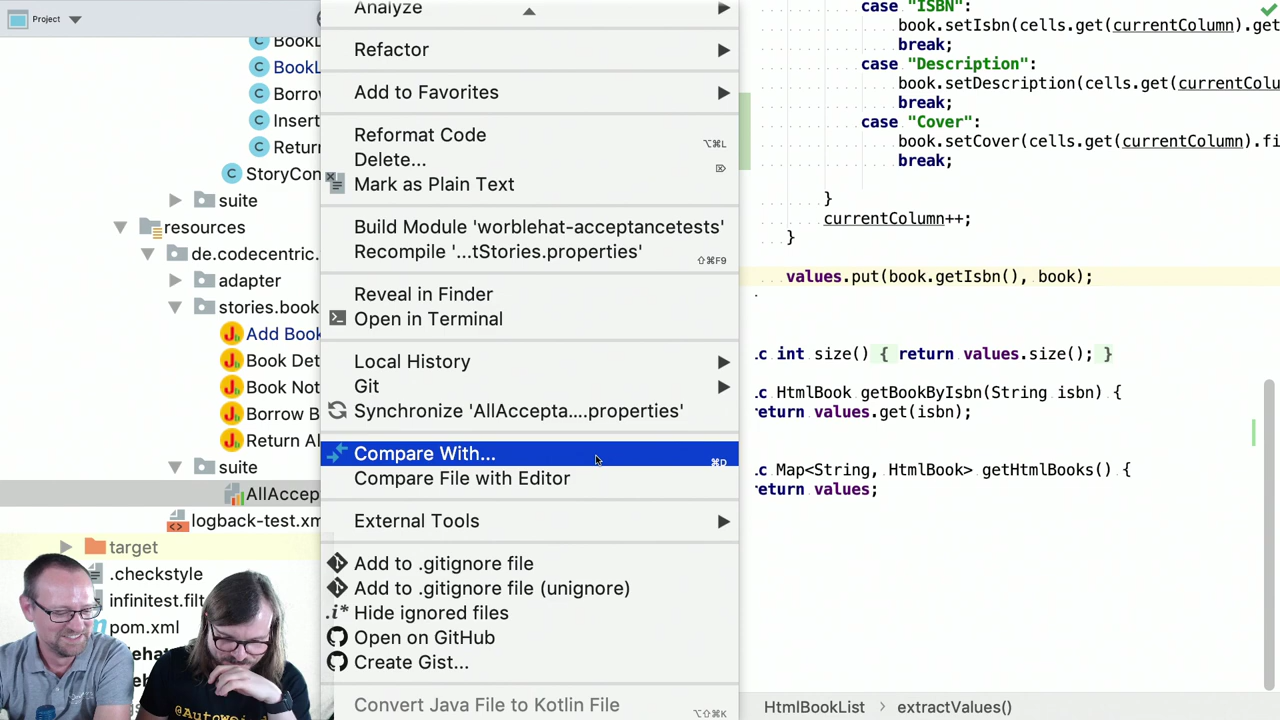 Project
BookL
BookL
Borro
Insert
Retur
StoryCon
suite
resources
de.codecentric.
adapter
stories.book
Add Boo
Book Det
Book Not
Borrow B
Return Al
suite
AllAccep
logback-test.xm
target
.checkstyle
infinitest.filt
pom.xml
Analyze
Refactor
Add to Favorites
Reformat Code ⌥⌘L
Delete... ⌦
Mark as Plain Text
Build Module 'worblehat-acceptancetests'
Recompile '...tStories.properties' ⇧⌘F9
Reveal in Finder
Open in Terminal
Local History
Git
Synchronize 'AllAccepta....properties'
Compare With... ⌘D
Compare File with Editor
External Tools
Add to .gitignore file
Add to .gitignore file (unignore)
Hide ignored files
Open on GitHub
Create Gist...
Convert Java File to Kotlin File ⌥⇧⌘K
case "ISBN":
book.setIsbn(cells.get(currentColumn).get
break;
case "Description":
book.setDescription(cells.get(currentColu
break;
case "Cover":
book.setCover(cells.get(currentColumn).fi
break;
}
currentColumn++;
}
values.put(book.getIsbn(), book);
c int size() { return values.size(); }
c HtmlBook getBookByIsbn(String isbn) {
return values.get(isbn);
c Map<String, HtmlBook> getHtmlBooks() {
return values;
HtmlBookList > extractValues()